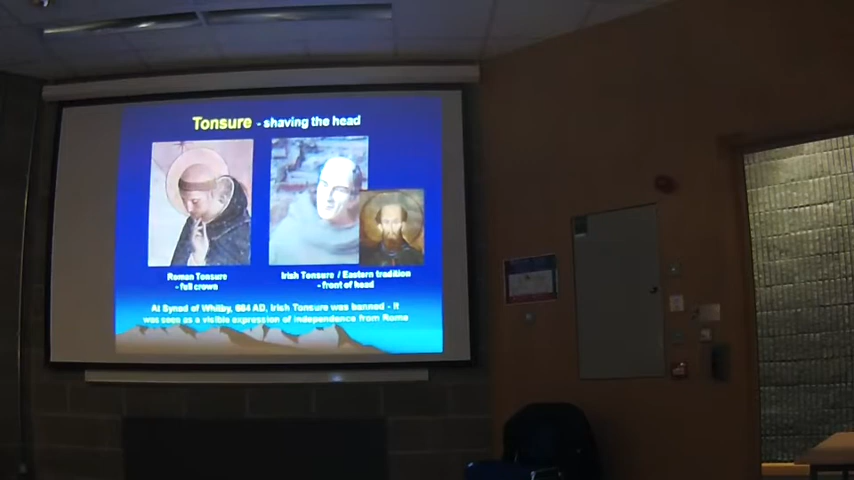 Tonsure - shaving the head
Roman Tonsure
- full crown
Irish Tonsure / Eastern tradition
- front of head
At Synod of Whitby, 664 AD, Irish Tonsure was banned - it
was seen as a visible expression of independence from Rome